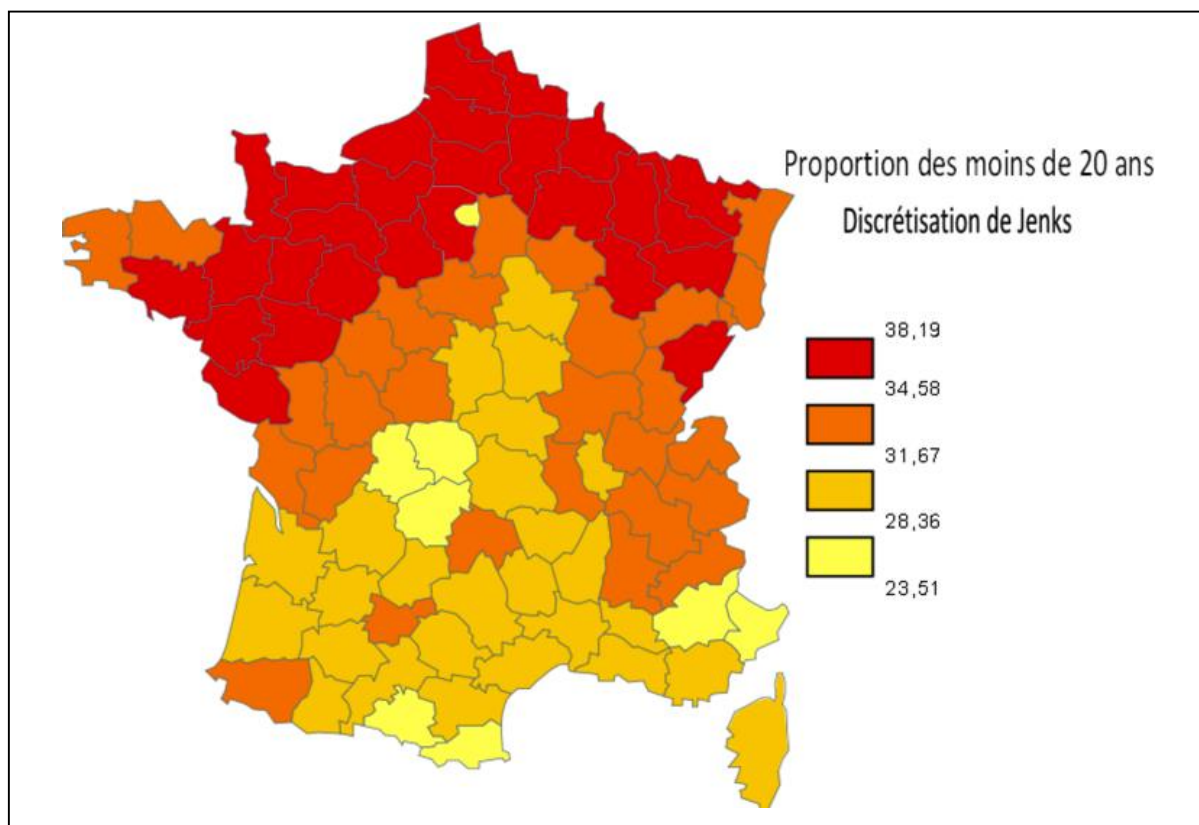 Proportion des moins de 20 ans
Discrétisation de Jenks
38,19
34,58
31,67
28,36
23,51